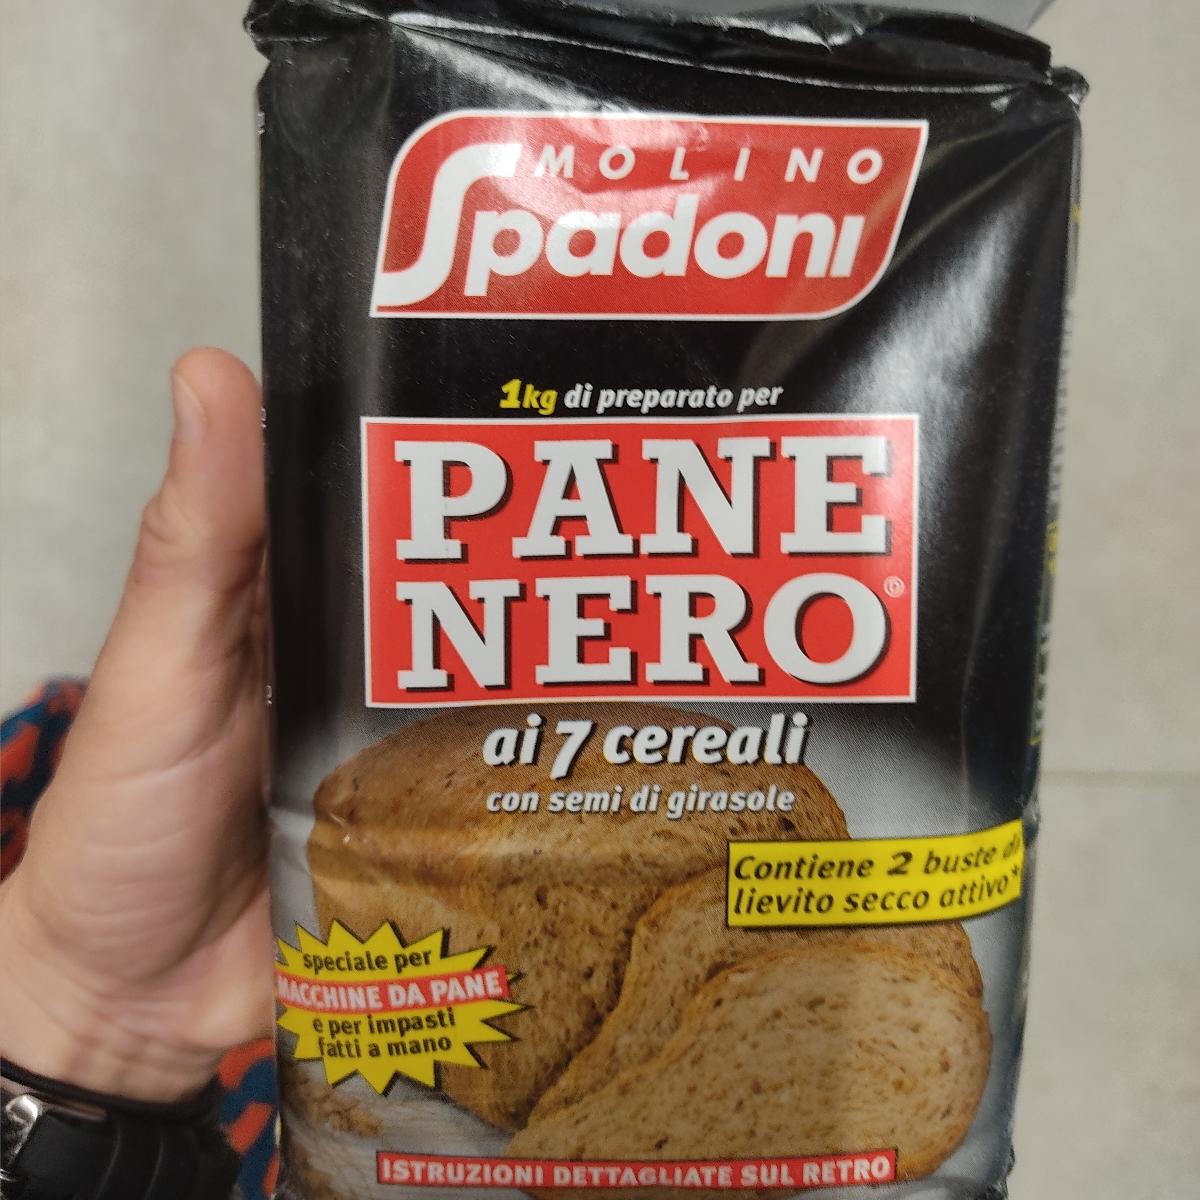 MOLINO
Spadoni
1kg di preparato per
PANE
NERO
ai 7 cereali
con semi di girasole
Contiene 2 buste di
lievito secco attivo*
speciale per
MACCHINE DA PANE
e per impasti
fatti a mano
ISTRUZIONI DETTAGLIATE SUL RETRO